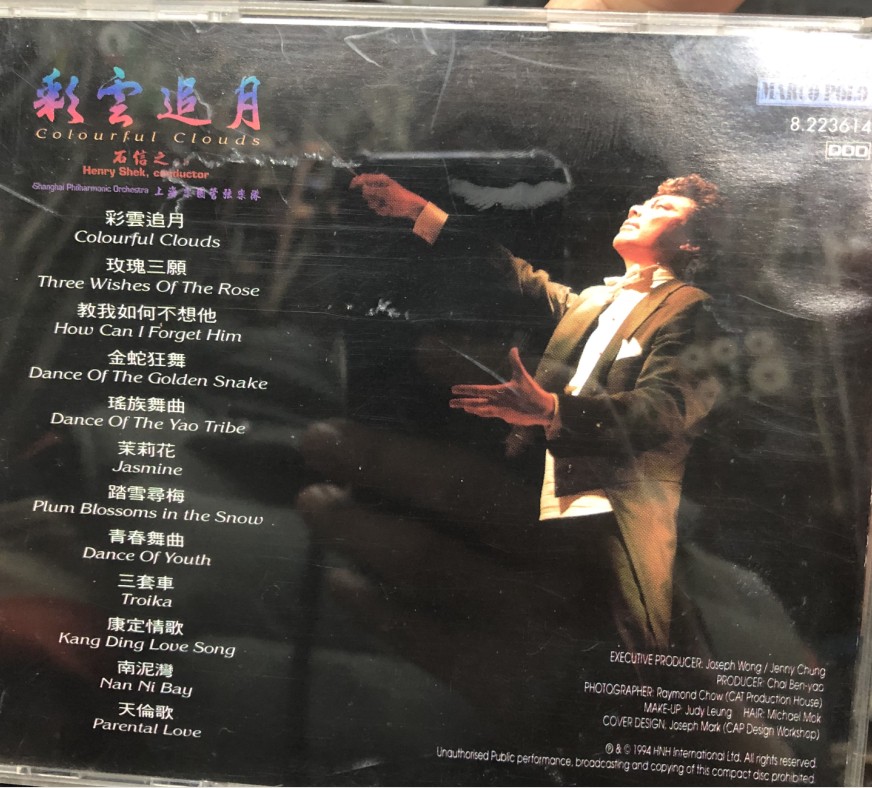 彩雲追月
Colourful Clouds
石信之
Henry Shek, conductor
Shanghai Philharmonic Orchestra 上海
彩雲追月
Colourful Clouds
玫瑰三願
Three Wishes Of The Rose
教我如何不想他
How Can I Forget Him
金蛇狂舞
Dance Of The Golden Snake
瑤族舞曲
Dance Of The Yao Tribe
茉莉花
Jasmine
踏雪尋梅
Plum Blossoms in the Snow
青春舞曲
Dance Of Youth
三套車
Troika
康定情歌
Kang Ding Love Song
南泥灣
Nan Ni Bay
天倫歌
Parental Love
MARCO POLO
8.223614
DDD
EXECUTIVE PRODUCER: Joseph Wong / Jenny Chung
PRODUCER: Choi Ben-yao
PHOTOGRAPHER: Raymond Chow (CAT Production House)
MAKE-UP: Judy Leung HAIR: Michael Mok
COVER DESIGN: Joseph Mark (CAP Design Workshop)
℗ & © 1994 HNH International Ltd. All rights reserved.
Unauthorised Public performance, broadcasting and copying of this compact disc prohibited.